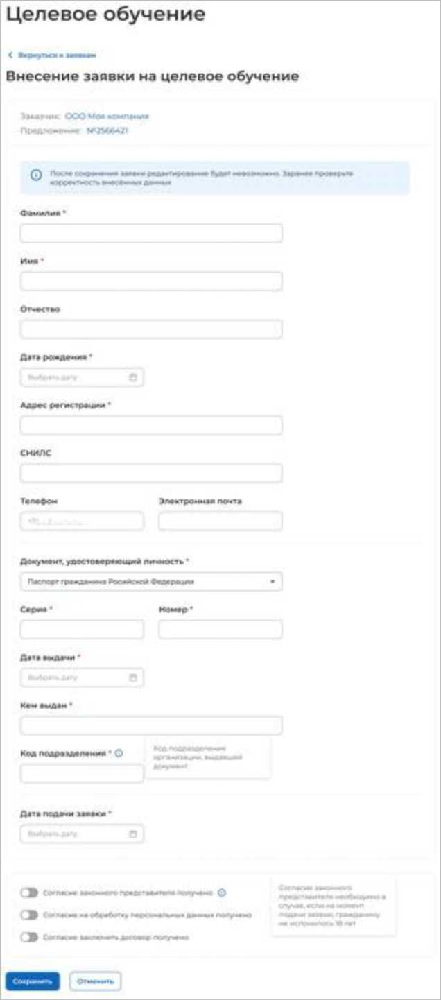 Целевое обучение
Вернуться к заявкам
Внесение заявки на целевое обучение
Заказчик: ООО Моя компания
Предложение: №2566421
После сохранения заявки редактирование будет невозможно. Заранее проверьте
корректность внесённых данных
Фамилия *
Имя *
Отчество
Дата рождения *
Выбрать дату
Адрес регистрации *
СНИЛС
Телефон
Электронная почта
Документ, удостоверяющий личность *
Паспорт гражданина Росийской Федерации
Серия *
Номер *
Дата выдачи *
Выбрать дату
Кем выдан *
Код подразделения *
Код подразделения
организации, выдавшей
документ
Дата подачи заявки *
Выбрать дату
Согласие законного представителя получено
Согласие на обработку персональных данных получено
Согласие заключить договор получено
Согласие законного
представителя необходимо в
случае, если на момент
подачи заявки, гражданину
не исполнилось 18 лет
Сохранить
Отменить